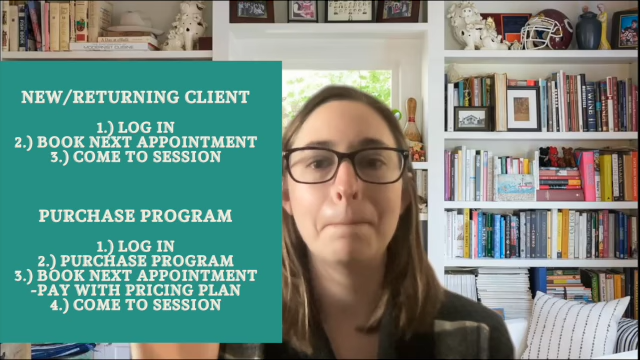 NEW/RETURNING CLIENT
1.) LOG IN
2.) BOOK NEXT APPOINTMENT
3.) COME TO SESSION
PURCHASE PROGRAM
1.) LOG IN
2.) PURCHASE PROGRAM
3.) BOOK NEXT APPOINTMENT
-PAY WITH PRICING PLAN
4.) COME TO SESSION